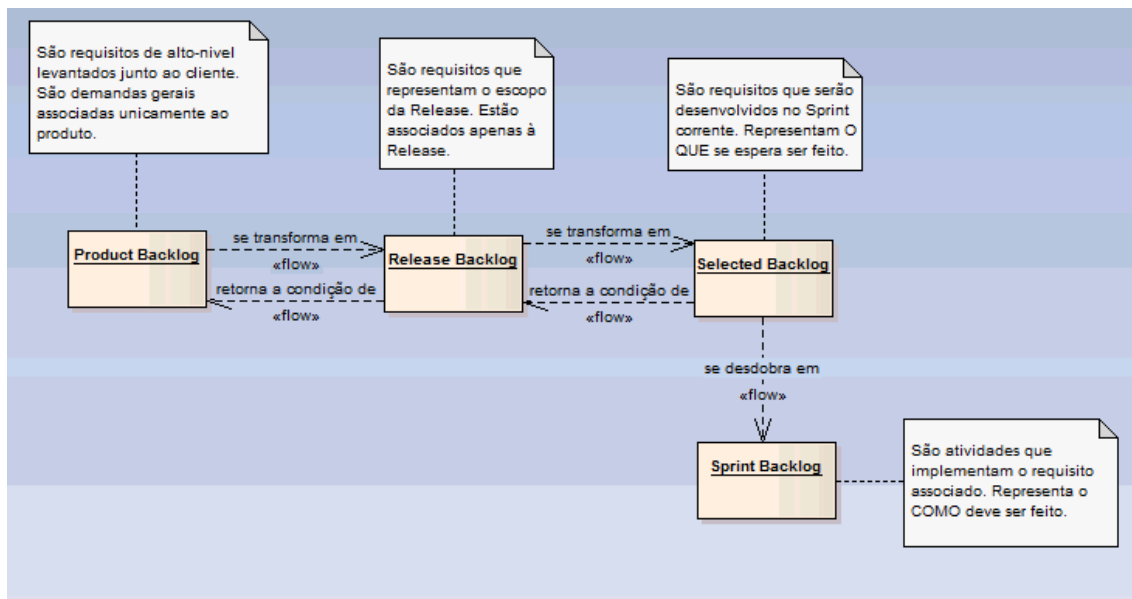 São requisitos de alto-nivel
levantados junto ao cliente.
São demandas gerais
associadas unicamente ao
produto.
São requisitos que
representam o escopo
da Release. Estão
associados apenas à
Release.
São requisitos que serão
desenvolvidos no Sprint
corrente. Representam O
QUE se espera ser feito.
Product Backlog
se transforma em
«flow»
retorna a condição de
«flow»
Release Backlog
se transforma em
«flow»
retorna a condição de
«flow»
Selected Backlog
se desdobra em
«flow»
Sprint Backlog
São atividades que
implementam o requisito
associado. Representa o
COMO deve ser feito.